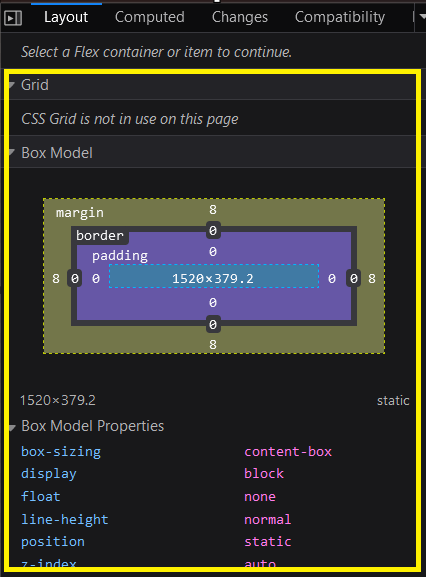 Layout Computed Changes Compatibility
Select a Flex container or item to continue.
Grid
CSS Grid is not in use on this page
Box Model
margin 8
border 0
padding 0
8 0 0 1520×379.2 0 0 8
0
0
8
1520×379.2 static
Box Model Properties
box-sizing content-box
display block
float none
line-height normal
position static
z-index auto